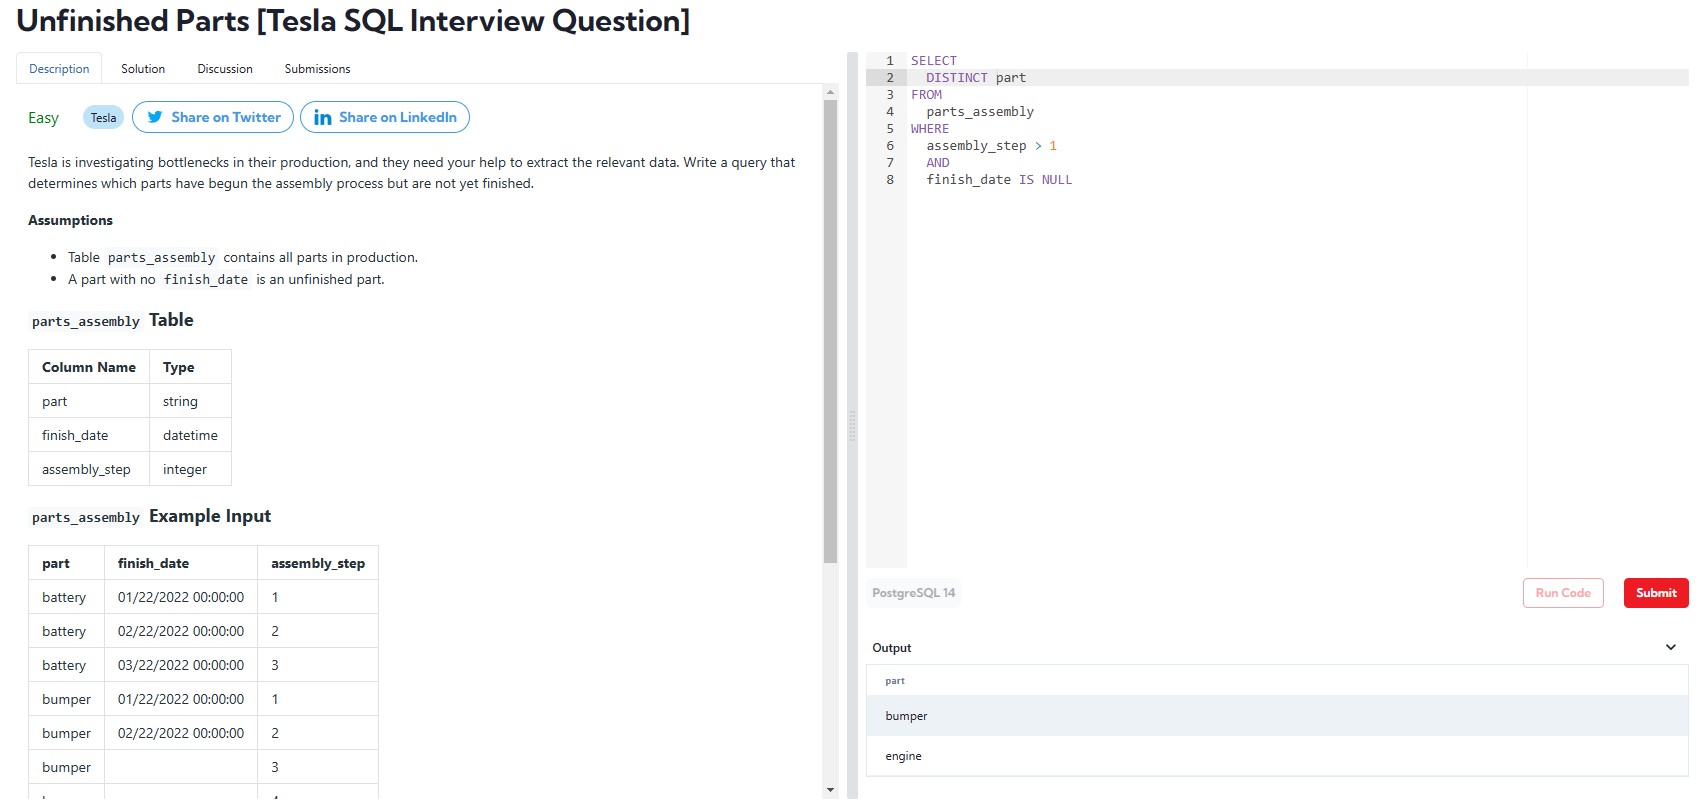 Unfinished Parts [Tesla SQL Interview Question]
Description Solution Discussion Submissions
Easy Tesla Share on Twitter Share on LinkedIn
Tesla is investigating bottlenecks in their production, and they need your help to extract the relevant data. Write a query that
determines which parts have begun the assembly process but are not yet finished.
Assumptions
• Table parts_assembly contains all parts in production.
• A part with no finish_date is an unfinished part.
parts_assembly Table
Column Name Type
part string
finish_date datetime
assembly_step integer
parts_assembly Example Input
part finish_date assembly_step
battery 01/22/2022 00:00:00 1
battery 02/22/2022 00:00:00 2
battery 03/22/2022 00:00:00 3
bumper 01/22/2022 00:00:00 1
bumper 02/22/2022 00:00:00 2
bumper 3
1 SELECT
2 DISTINCT part
3 FROM
4 parts_assembly
5 WHERE
6 assembly_step > 1
7 AND
8 finish_date IS NULL
PostgreSQL 14 Run Code Submit
Output
part
bumper
engine